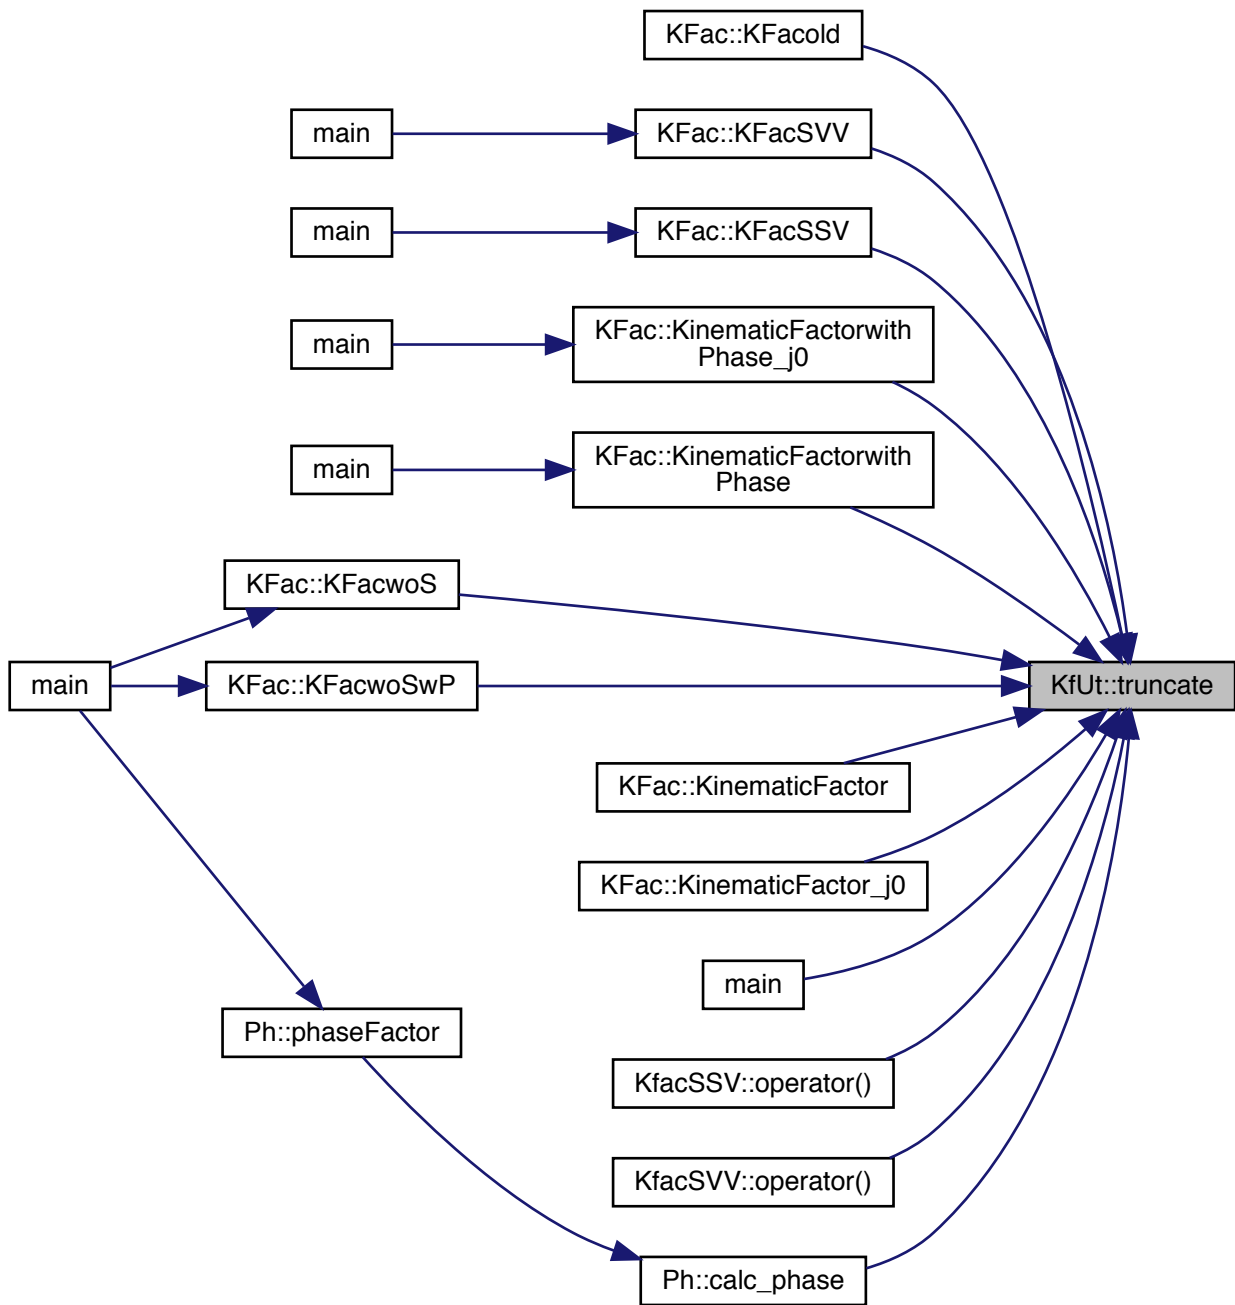 KFac::KFacold
main
KFac::KFacSVV
main
KFac::KFacSSV
main
KFac::KinematicFactorwith
Phase_j0
main
KFac::KinematicFactorwith
Phase
KFac::KFacwoS
main
KFac::KFacwoSwP
KfUt::truncate
KFac::KinematicFactor
KFac::KinematicFactor_j0
main
Ph::phaseFactor
KfacSSV::operator()
KfacSVV::operator()
Ph::calc_phase